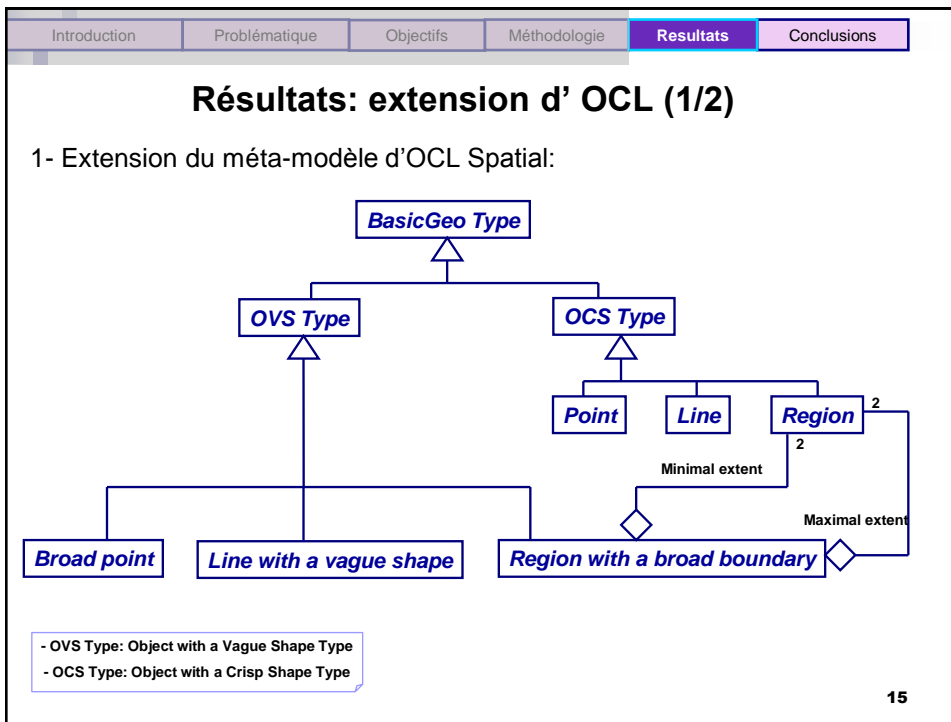 Introduction
Problématique
Objectifs
Méthodologie
Resultats
Conclusions
Résultats: extension d' OCL (1/2)
1- Extension du méta-modèle d'OCL Spatial:
BasicGeo Type
OVS Type
OCS Type
Point
Line
Region
2
2
Minimal extent
Maximal extent
Broad point
Line with a vague shape
Region with a broad boundary
- OVS Type: Object with a Vague Shape Type
- OCS Type: Object with a Crisp Shape Type
15